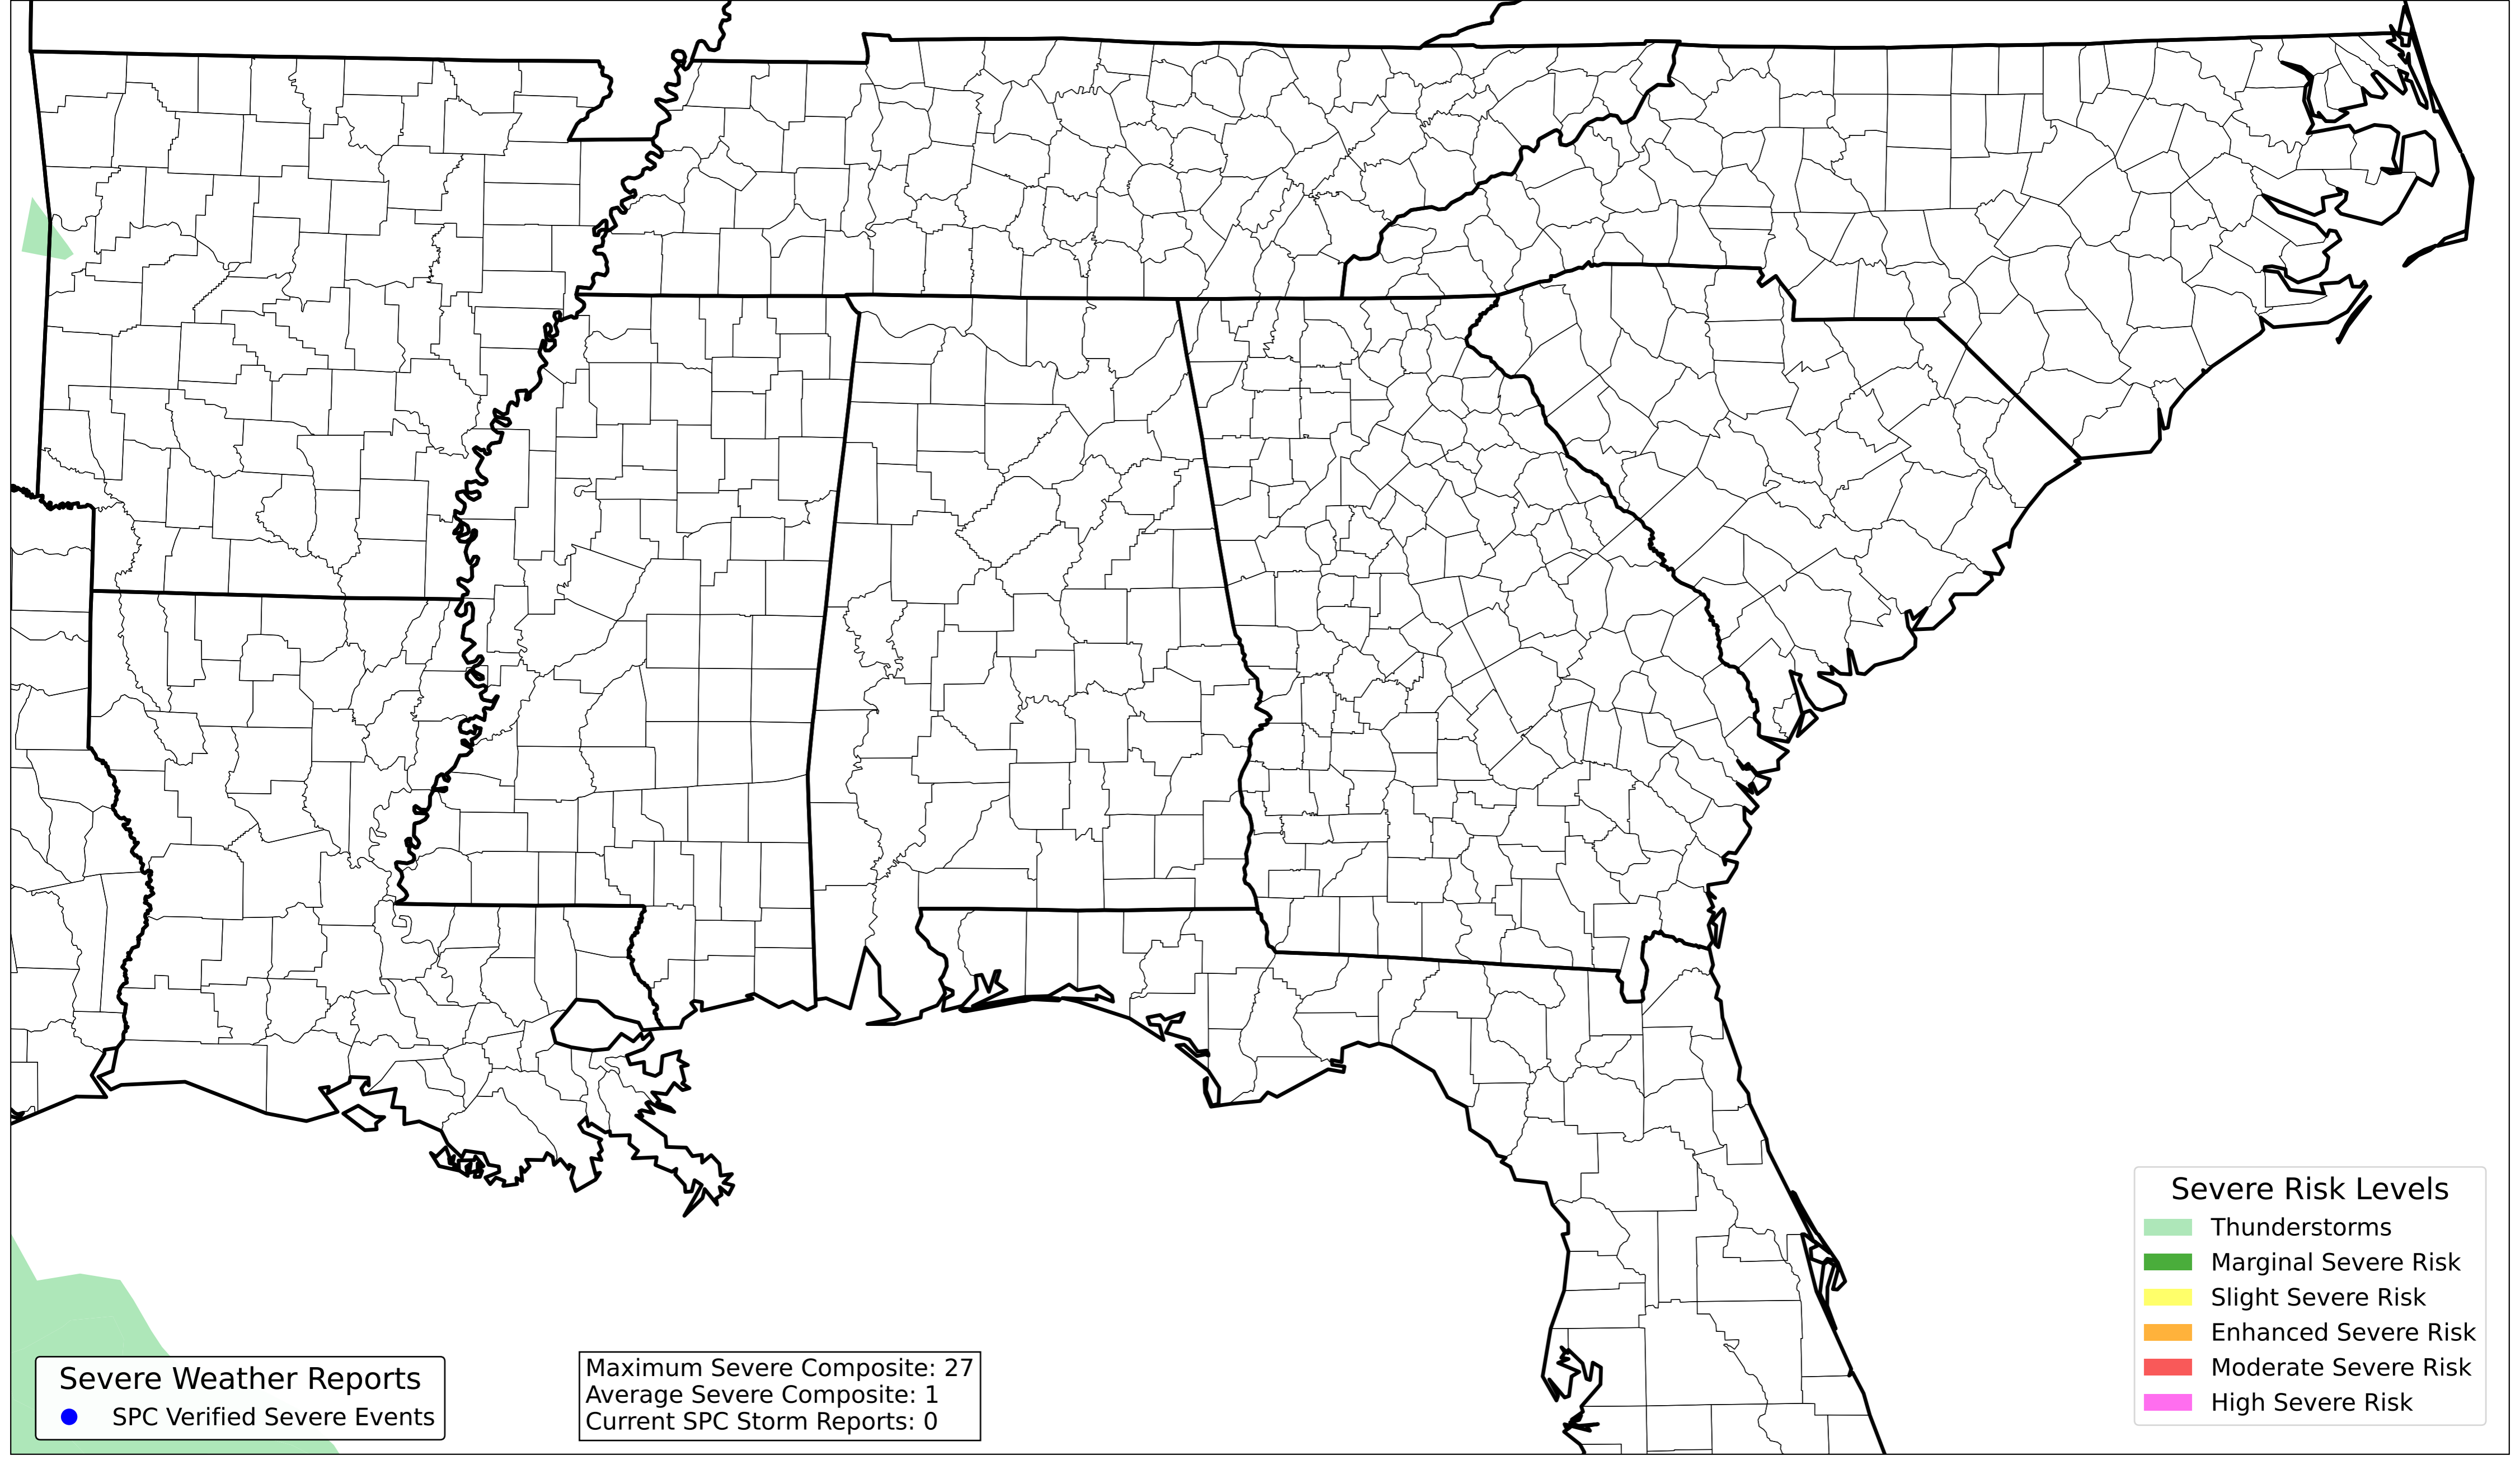 Severe Weather Reports
SPC Verified Severe Events
Maximum Severe Composite: 27
Average Severe Composite: 1
Current SPC Storm Reports: 0
Severe Risk Levels
Thunderstorms
Marginal Severe Risk
Slight Severe Risk
Enhanced Severe Risk
Moderate Severe Risk
High Severe Risk